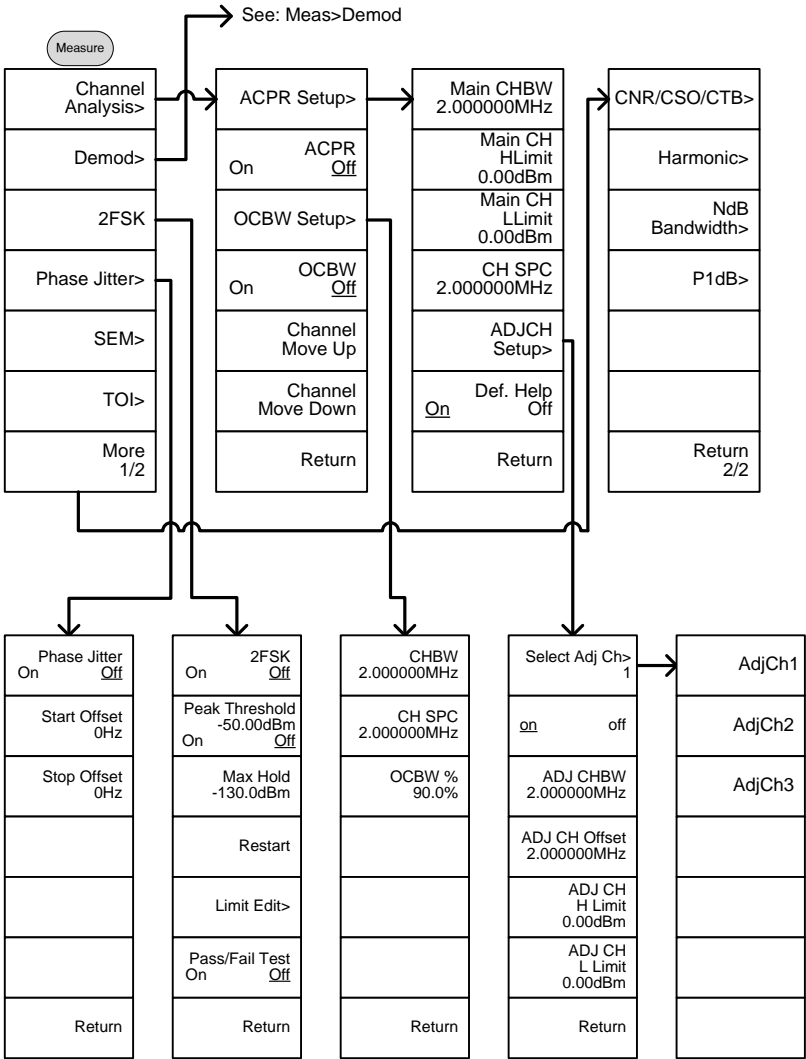 See: Meas>Demod
Measure
Channel
Analysis>
Demod>
2FSK
Phase Jitter>
SEM>
TOI>
More
1/2
ACPR Setup>
ACPR
On Off
OCBW Setup>
OCBW
On Off
Channel
Move Up
Channel
Move Down
Return
Main CHBW
2.000000MHz
Main CH
HLimit
0.00dBm
Main CH
LLimit
0.00dBm
CH SPC
2.000000MHz
ADJCH
Setup>
Def. Help
On Off
Return
CNR/CSO/CTB>
Harmonic>
NdB
Bandwidth>
P1dB>
Return
2/2
Phase Jitter
On Off
Start Offset
0Hz
Stop Offset
0Hz
Return
2FSK
On Off
Peak Threshold
-50.00dBm
On Off
Max Hold
-130.0dBm
Restart
Limit Edit>
Pass/Fail Test
On Off
Return
CHBW
2.000000MHz
CH SPC
2.000000MHz
OCBW %
90.0%
Return
Select Adj Ch>
1
on off
ADJ CHBW
2.000000MHz
ADJ CH Offset
2.000000MHz
ADJ CH
H Limit
0.00dBm
ADJ CH
L Limit
0.00dBm
Return
AdjCh1
AdjCh2
AdjCh3